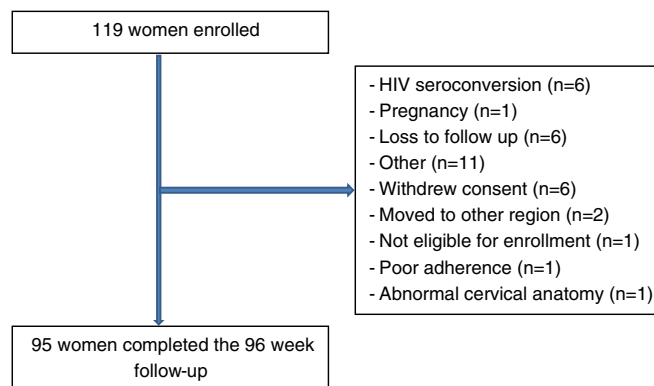 119 women enrolled
- HIV seroconversion (n=6)
- Pregnancy (n=1)
- Loss to follow up (n=6)
- Other (n=11)
- Withdrew consent (n=6)
- Moved to other region (n=2)
- Not eligible for enrollment (n=1)
- Poor adherence (n=1)
- Abnormal cervical anatomy (n=1)
95 women completed the 96 week
follow-up